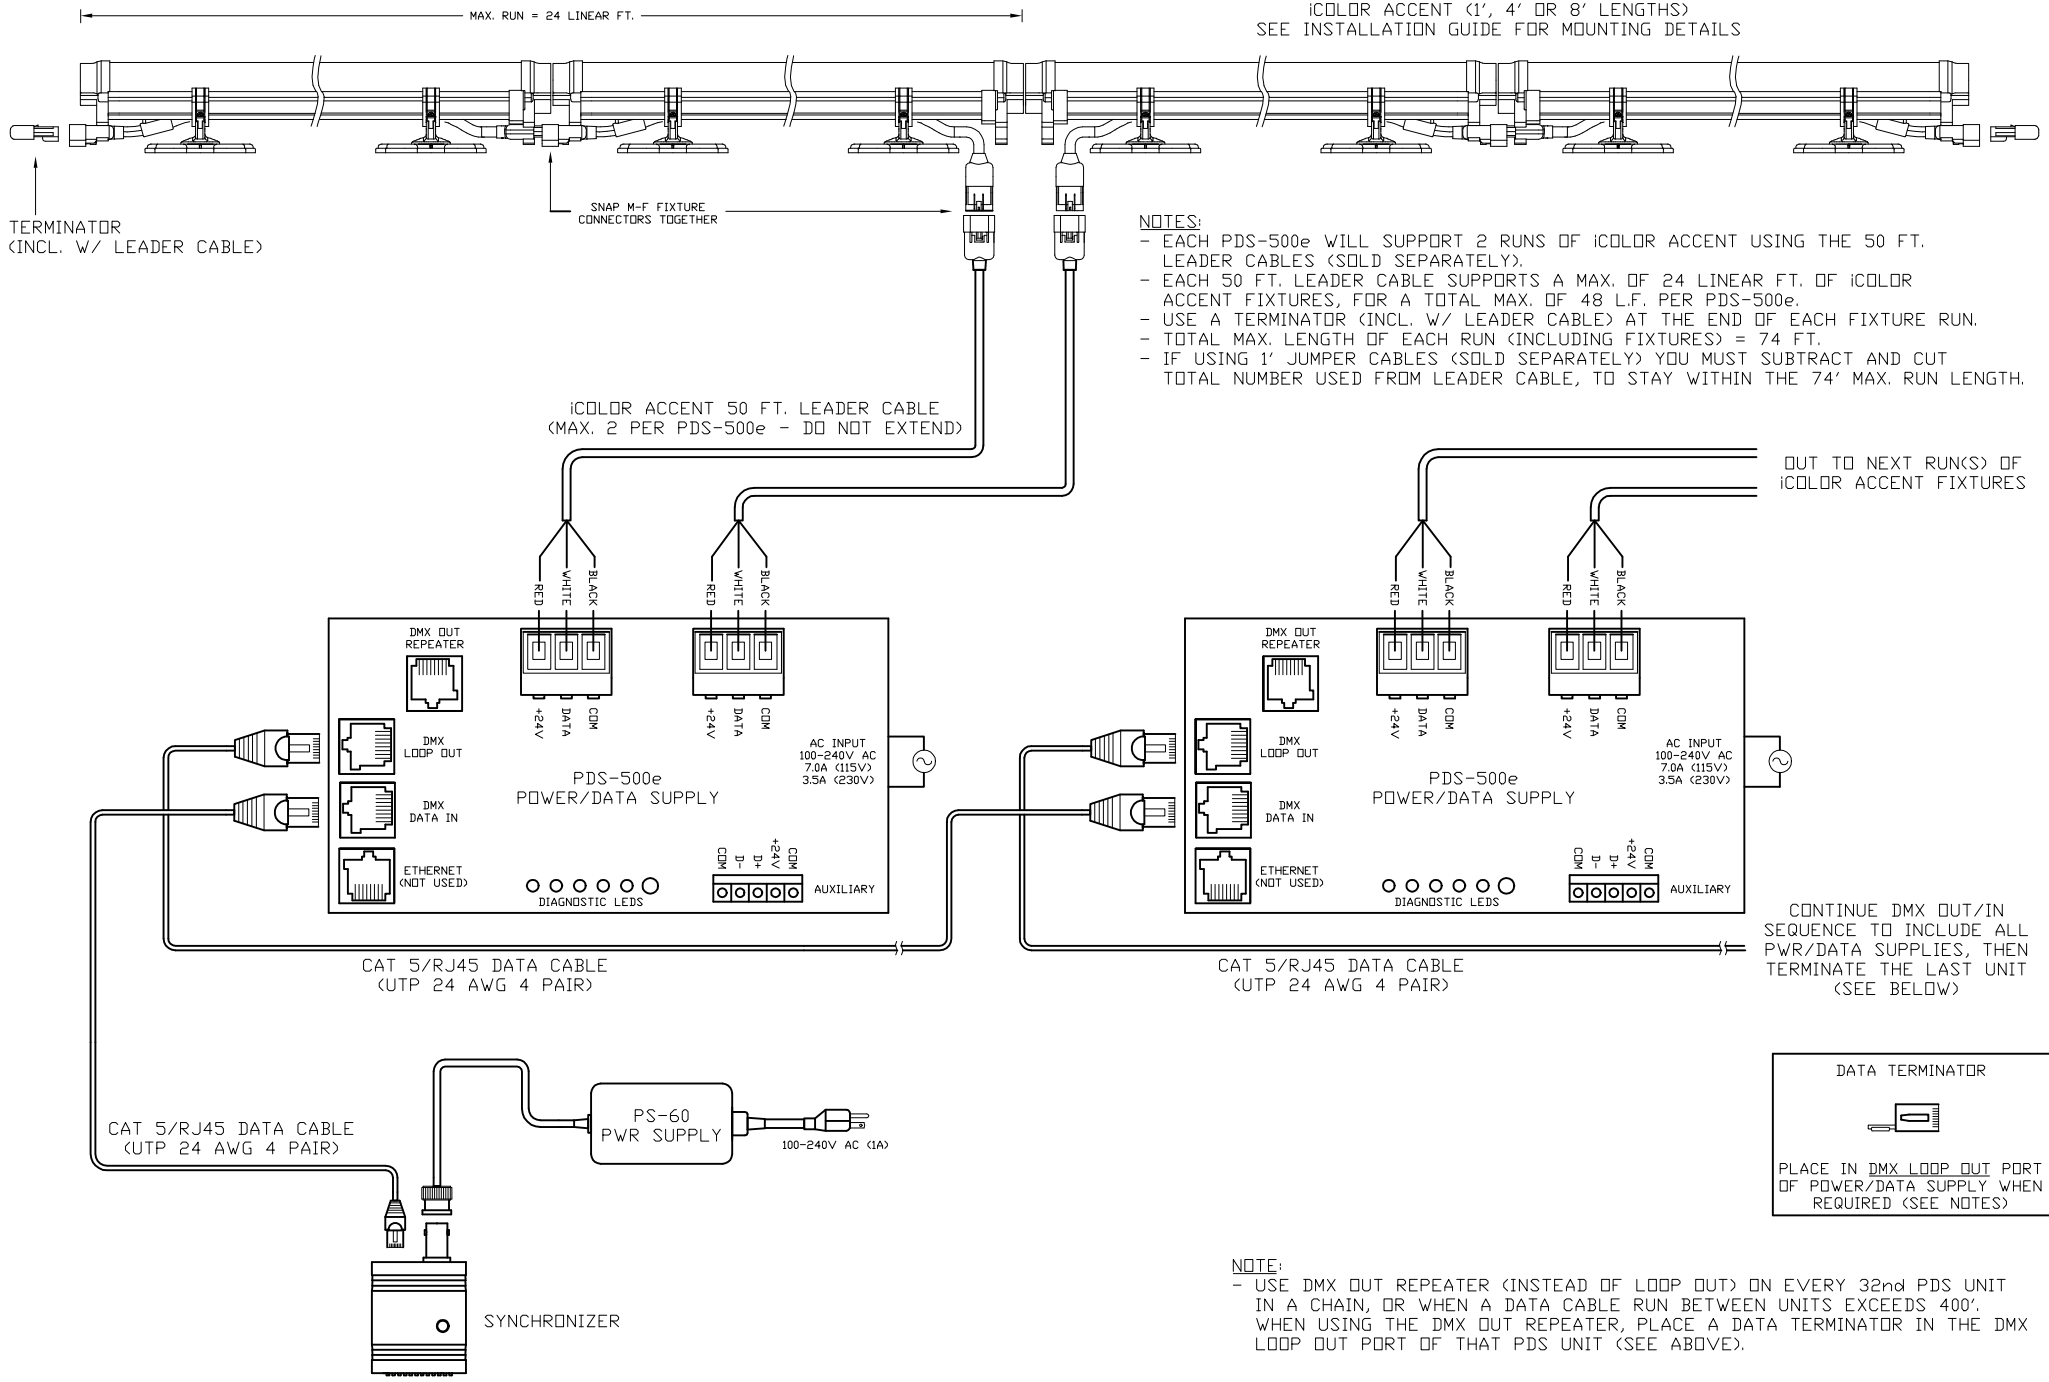 MAX. RUN = 24 LINEAR FT.
iCOLOR ACCENT (1', 4' OR 8' LENGTHS)
SEE INSTALLATION GUIDE FOR MOUNTING DETAILS
TERMINATOR
(INCL. W/ LEADER CABLE)
SNAP M-F FIXTURE
CONNECTORS TOGETHER
NOTES:
- EACH PDS-500e WILL SUPPORT 2 RUNS OF iCOLOR ACCENT USING THE 50 FT.
LEADER CABLES (SOLD SEPARATELY).
- EACH 50 FT. LEADER CABLE SUPPORTS A MAX. OF 24 LINEAR FT. OF iCOLOR
ACCENT FIXTURES, FOR A TOTAL MAX. OF 48 L.F. PER PDS-500e.
- USE A TERMINATOR (INCL. W/ LEADER CABLE) AT THE END OF EACH FIXTURE RUN.
- TOTAL MAX. LENGTH OF EACH RUN (INCLUDING FIXTURES) = 74 FT.
- IF USING 1' JUMPER CABLES (SOLD SEPARATELY) YOU MUST SUBTRACT AND CUT
TOTAL NUMBER USED FROM LEADER CABLE, TO STAY WITHIN THE 74' MAX. RUN LENGTH.
iCOLOR ACCENT 50 FT. LEADER CABLE
(MAX. 2 PER PDS-500e - DO NOT EXTEND)
OUT TO NEXT RUN(S) OF
iCOLOR ACCENT FIXTURES
RED
WHITE
BLACK
RED
WHITE
BLACK
RED
WHITE
BLACK
RED
WHITE
BLACK
DMX OUT
REPEATER
+24V
DATA
COM
+24V
DATA
COM
DMX
LOOP OUT
AC INPUT
100-240V AC
7.0A (115V)
3.5A (230V)
PDS-500e
POWER/DATA SUPPLY
DMX
DATA IN
ETHERNET
(NOT USED)
DIAGNOSTIC LEDS
COM
D-
D+
+24V
COM
AUXILIARY
DMX OUT
REPEATER
+24V
DATA
COM
+24V
DATA
COM
DMX
LOOP OUT
AC INPUT
100-240V AC
7.0A (115V)
3.5A (230V)
PDS-500e
POWER/DATA SUPPLY
DMX
DATA IN
ETHERNET
(NOT USED)
DIAGNOSTIC LEDS
COM
D-
D+
+24V
COM
AUXILIARY
CAT 5/RJ45 DATA CABLE
(UTP 24 AWG 4 PAIR)
CAT 5/RJ45 DATA CABLE
(UTP 24 AWG 4 PAIR)
CONTINUE DMX OUT/IN
SEQUENCE TO INCLUDE ALL
PWR/DATA SUPPLIES, THEN
TERMINATE THE LAST UNIT
(SEE BELOW)
CAT 5/RJ45 DATA CABLE
(UTP 24 AWG 4 PAIR)
PS-60
PWR SUPPLY
100-240V AC (1A)
DATA TERMINATOR
PLACE IN DMX LOOP OUT PORT
OF POWER/DATA SUPPLY WHEN
REQUIRED (SEE NOTES)
SYNCHRONIZER
NOTE:
- USE DMX OUT REPEATER (INSTEAD OF LOOP OUT) ON EVERY 32nd PDS UNIT
IN A CHAIN, OR WHEN A DATA CABLE RUN BETWEEN UNITS EXCEEDS 400'.
WHEN USING THE DMX OUT REPEATER, PLACE A DATA TERMINATOR IN THE DMX
LOOP OUT PORT OF THAT PDS UNIT (SEE ABOVE).